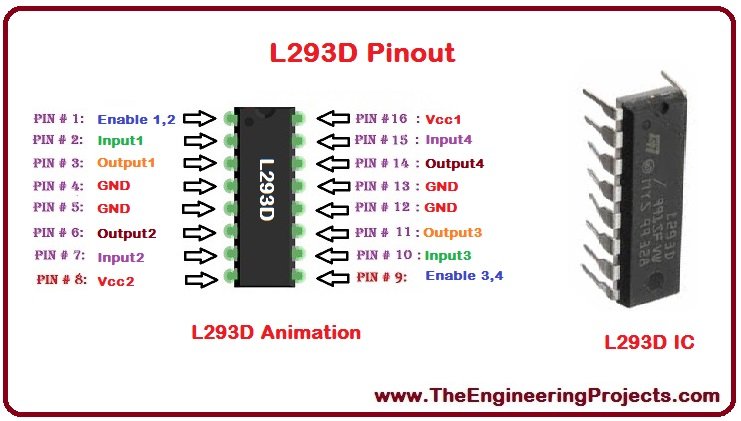 L293D Pinout
PIN # 1: Enable 1,2
PIN # 2: Input1
PIN # 3: Output1
PIN # 4: GND
PIN # 5: GND
PIN # 6: Output2
PIN # 7: Input2
PIN # 8: Vcc2
L293D
PIN #16 : Vcc1
PIN # 15 : Input4
PIN # 14 : Output4
PIN # 13 : GND
PIN # 12 : GND
PIN # 11 : Output3
PIN # 10 : Input3
PIN # 9: Enable 3,4
L293D Animation
L293D
L293D IC
www.TheEngineeringProjects.com